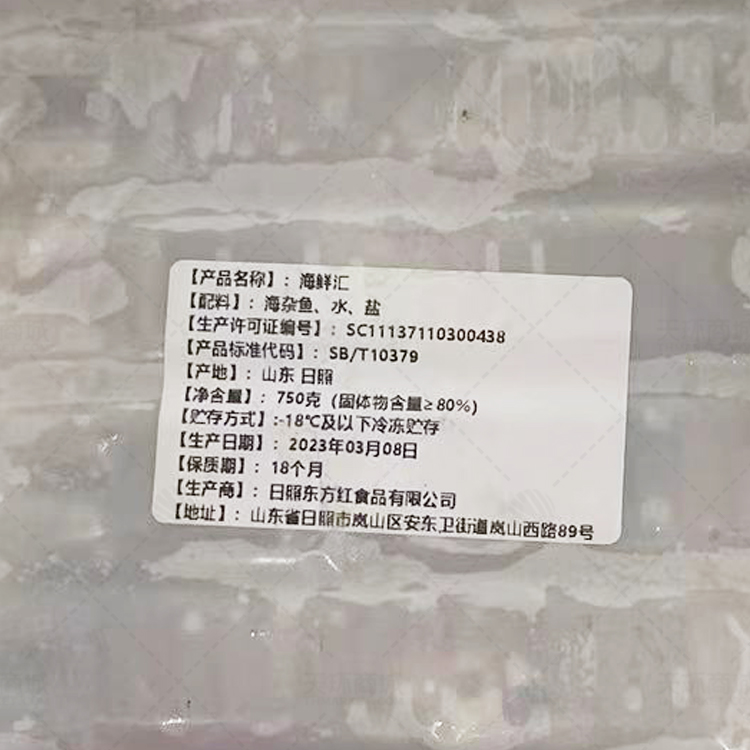 【产品名称】：海鲜汇
【配料】：海杂鱼、水、盐
【生产许可证编号】：SC11137110300438
【产品标准代码】：SB/T10379
【产地】：山东 日照
【净含量】：750克（固体物含量≥80%）
【贮存方式】:-18℃及以下冷冻贮存
【生产日期】：2023年03月08日
【保质期】：18个月
【生产商】：日照东方红食品有限公司
【地址】：山东省日照市岚山区安东卫街道岚山西路89号